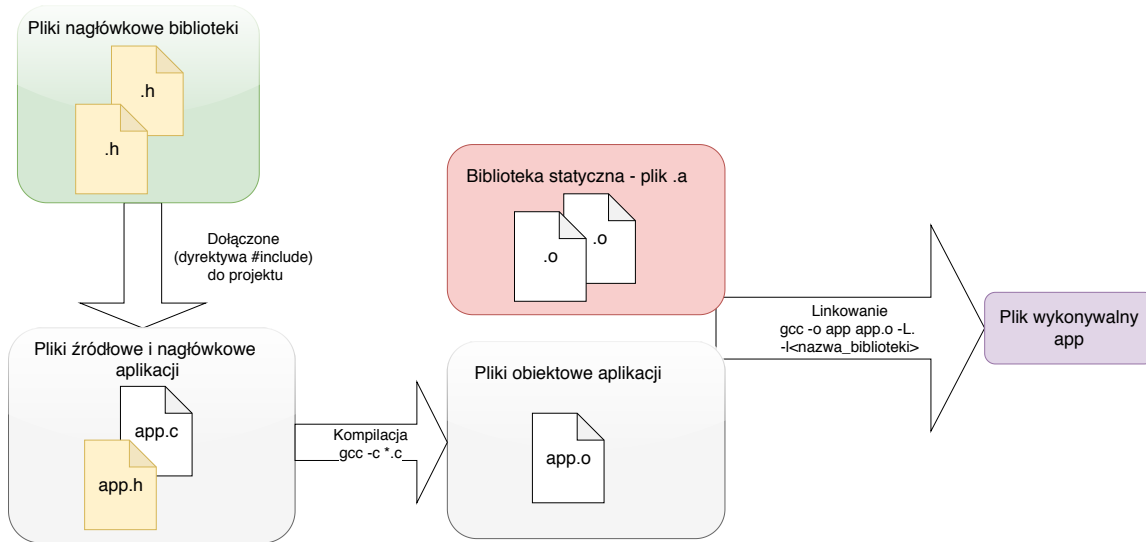 Pliki nagłówkowe biblioteki
.h
.h
Dołączone
(dyrektywa #include)
do projektu
Pliki źródłowe i nagłówkowe
aplikacji
app.c
app.h
Kompilacja
gcc -c *.c
Biblioteka statyczna - plik .a
.o
.o
Pliki obiektowe aplikacji
app.o
Linkowanie
gcc -o app app.o -L.
-l<nazwa_biblioteki>
Plik wykonywalny
app